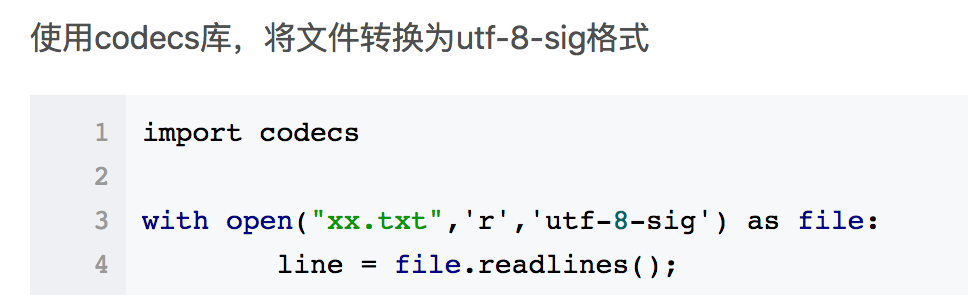 使用codecs库，将文件转换为utf-8-sig格式
1 import codecs
2
3 with open("xx.txt",'r','utf-8-sig') as file:
4         line = file.readlines();